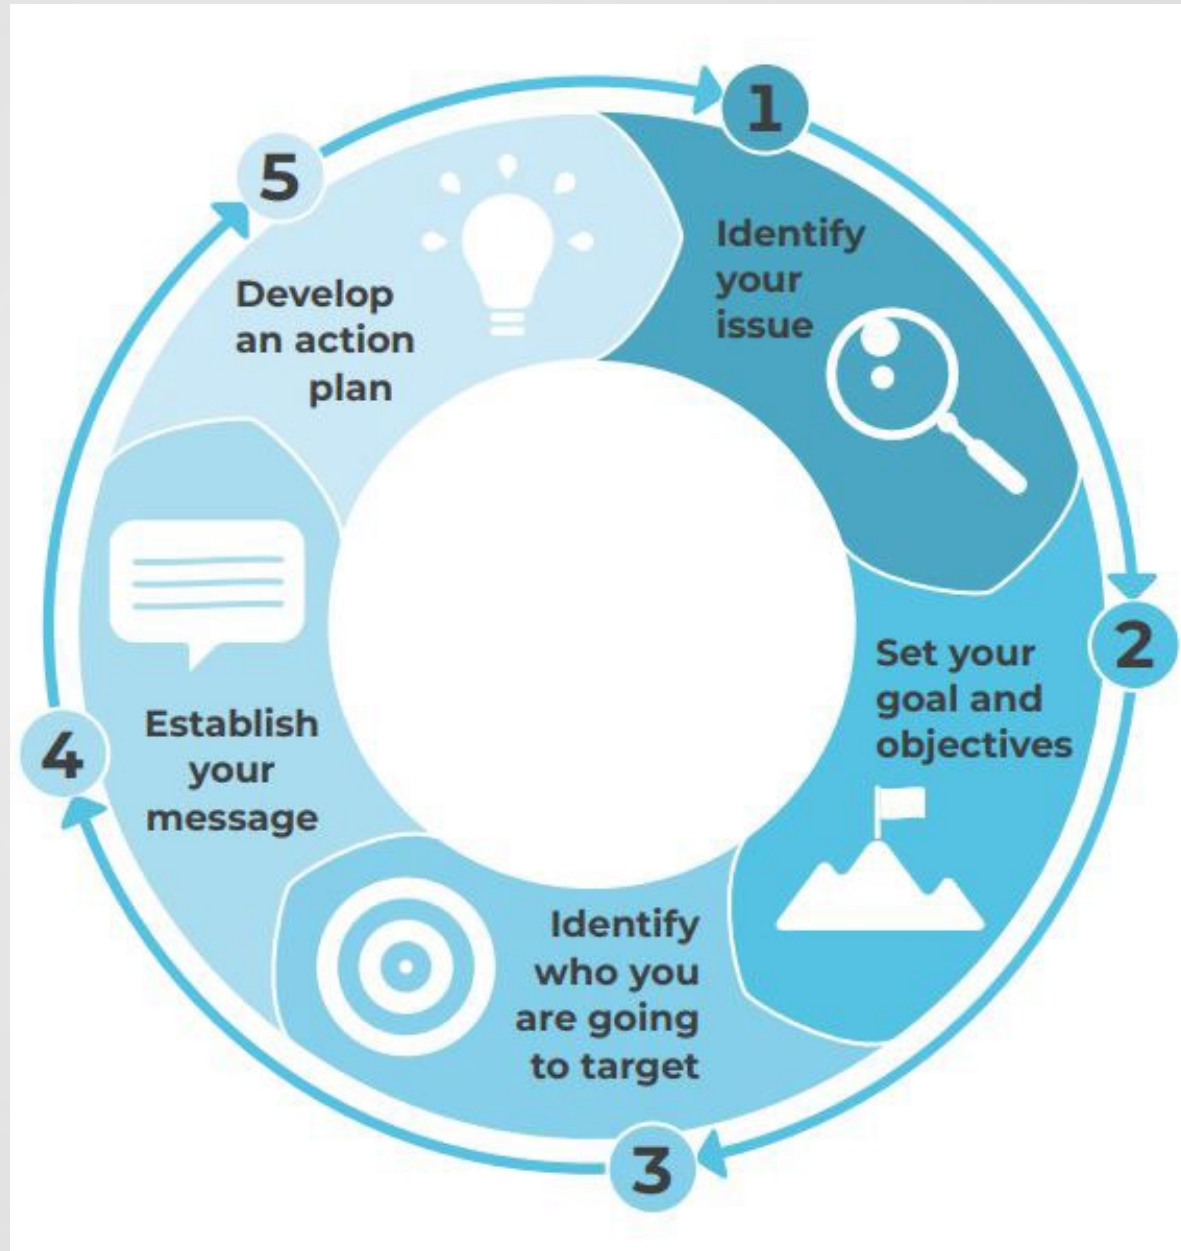 1
Identify
your
issue
2
Set your
goal and
objectives
3
Identify
who you
are going
to target
4
Establish
your
message
5
Develop
an action
plan